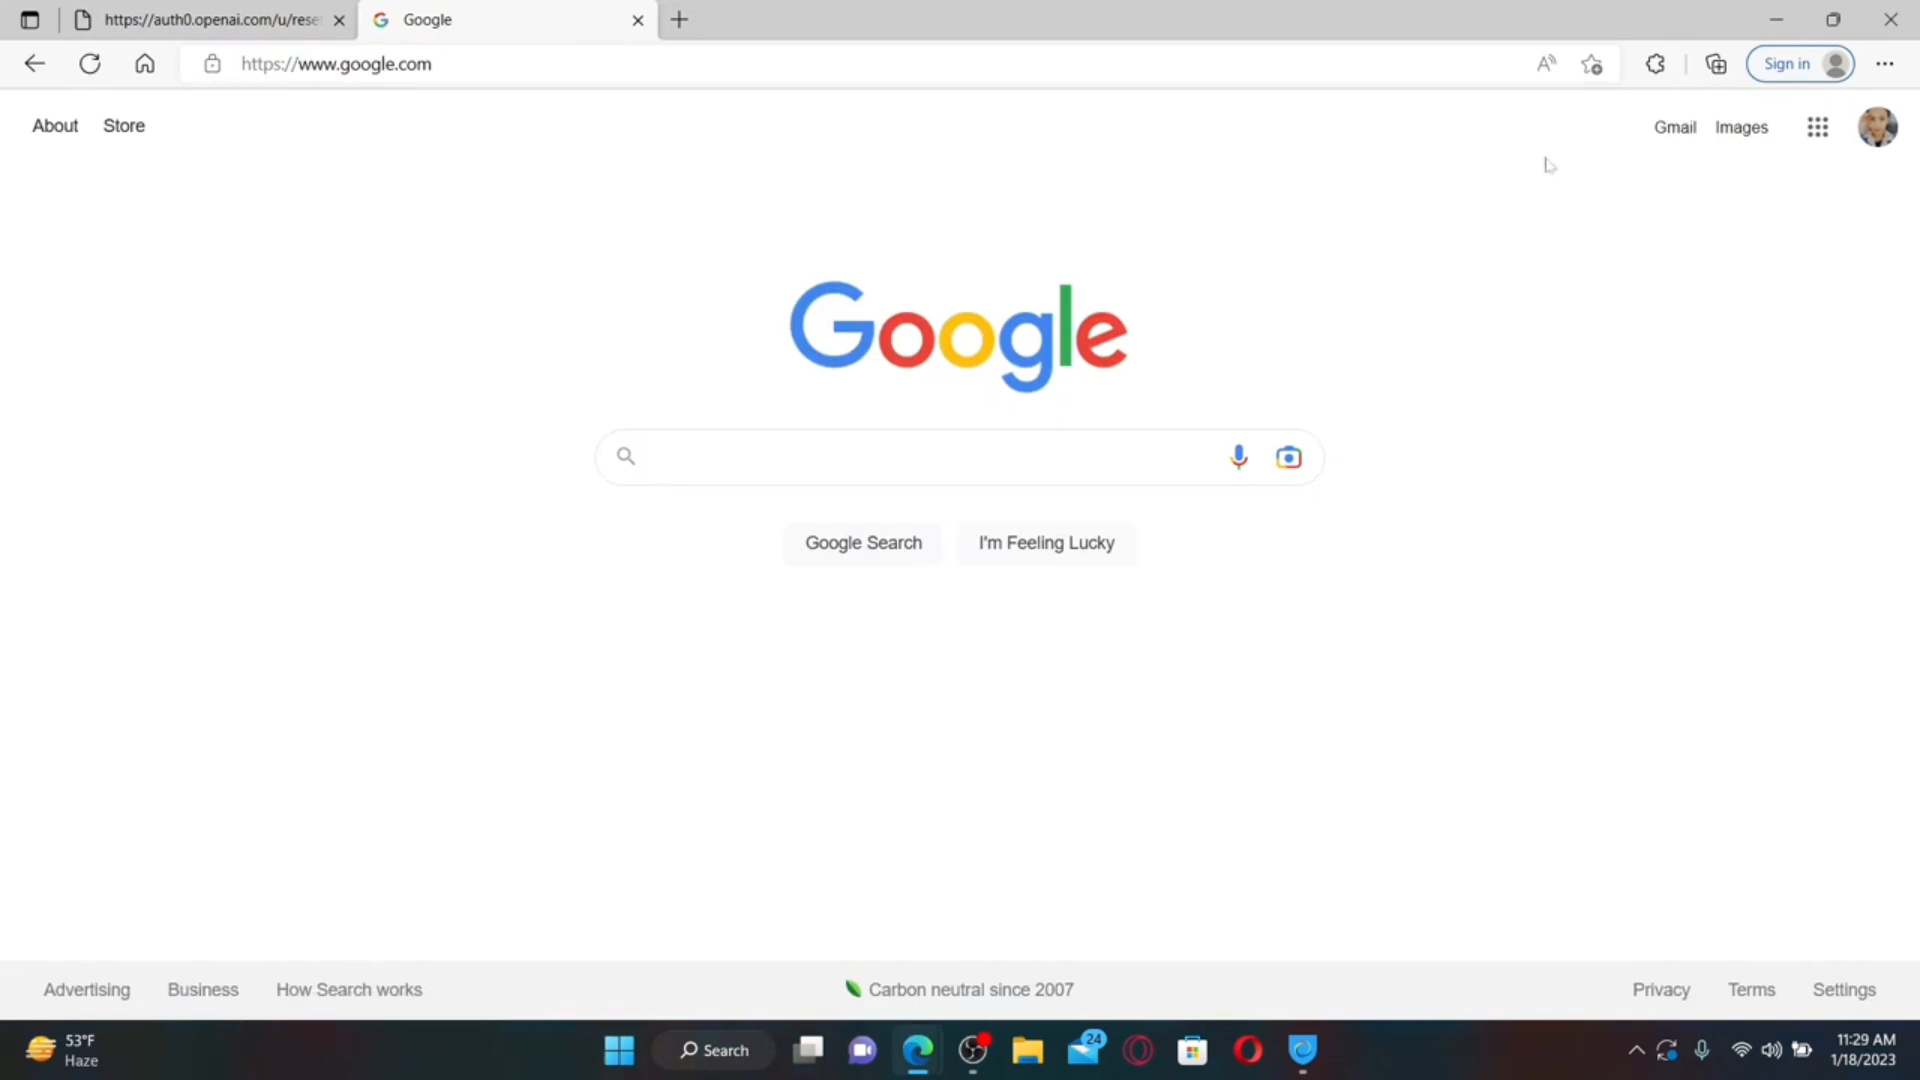 https://auth0.openai.com/u/rese
Google
https://www.google.com
Sign in
About Store
Gmail Images
Google
Google Search I'm Feeling Lucky
Advertising Business How Search works
Carbon neutral since 2007
Privacy Terms Settings
53°F
Haze
Search
24
11:29 AM
1/18/2023